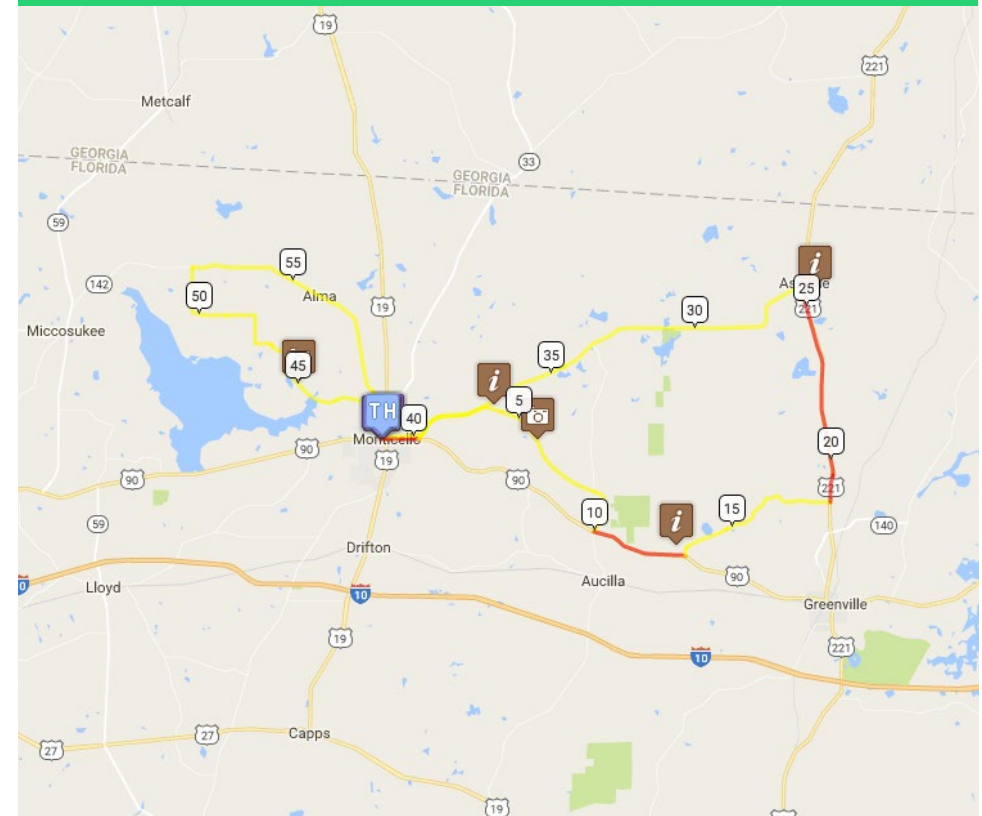 19
221
Metcalf
GEORGIA
FLORIDA
33
GEORGIA
FLORIDA
59
i
142
55
25
50
Alma
19
221
30
Miccosukee
35
45
i
5
TH
40
Monticello
90
19
20
90
90
221
15
10
i
59
140
Drifton
90
Aucilla
10
Lloyd
Greenville
19
221
10
27
Capps
27
19